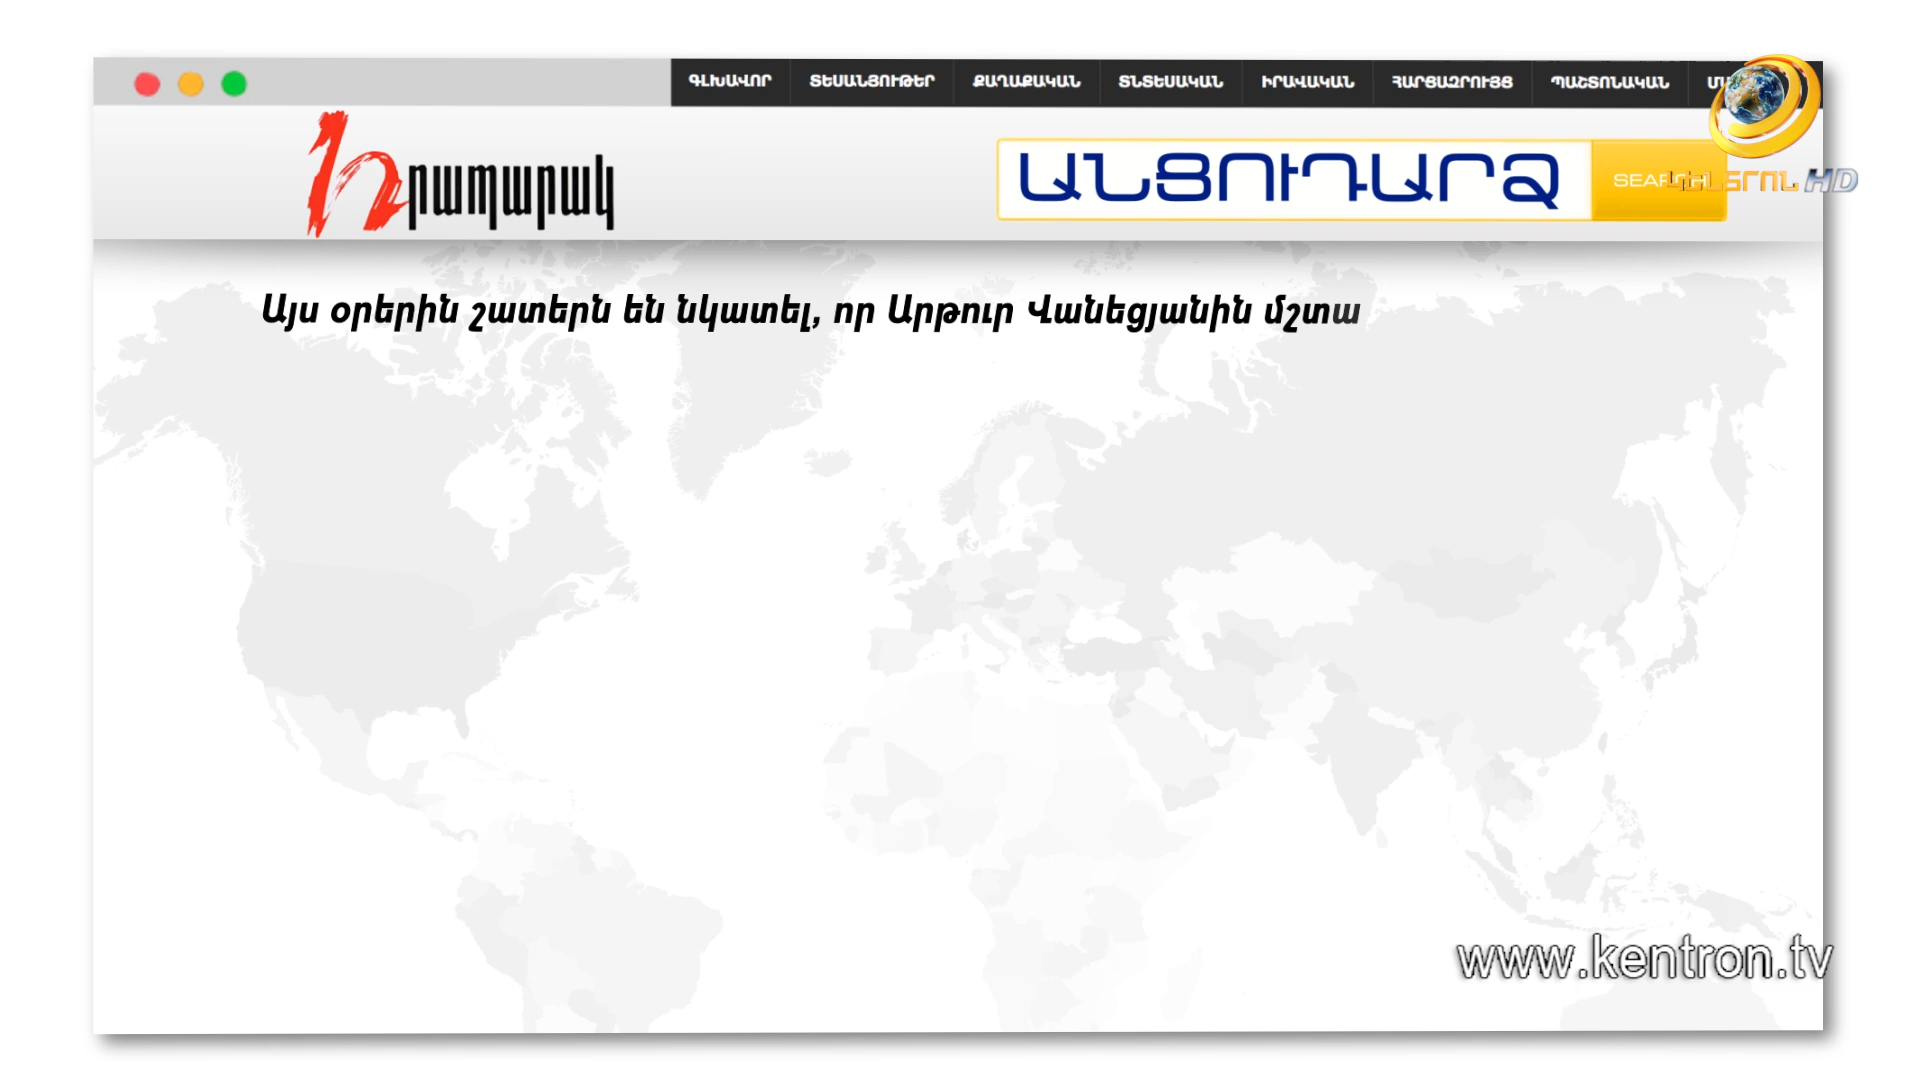 ԳԼԽԱՎՈՐ ՏԵՍԱՆՅՈՒԹԵՐ ՔԱՂԱՔԱԿԱՆ ՏՆՏԵՍԱԿԱՆ ԻՐԱՎԱԿԱՆ ՀԱՐՑԱԶՐՈՒՅՑ ՊԱՇՏՈՆԱԿԱՆ
Հրապարակ
ԱՆՑՈՒԴԱՐՁ
ԿԵՆՏՐՈՆ HD
Այս օրերին շատերն են նկատել, որ Արթուր Վանեցյանին մշտա
www.kentron.tv